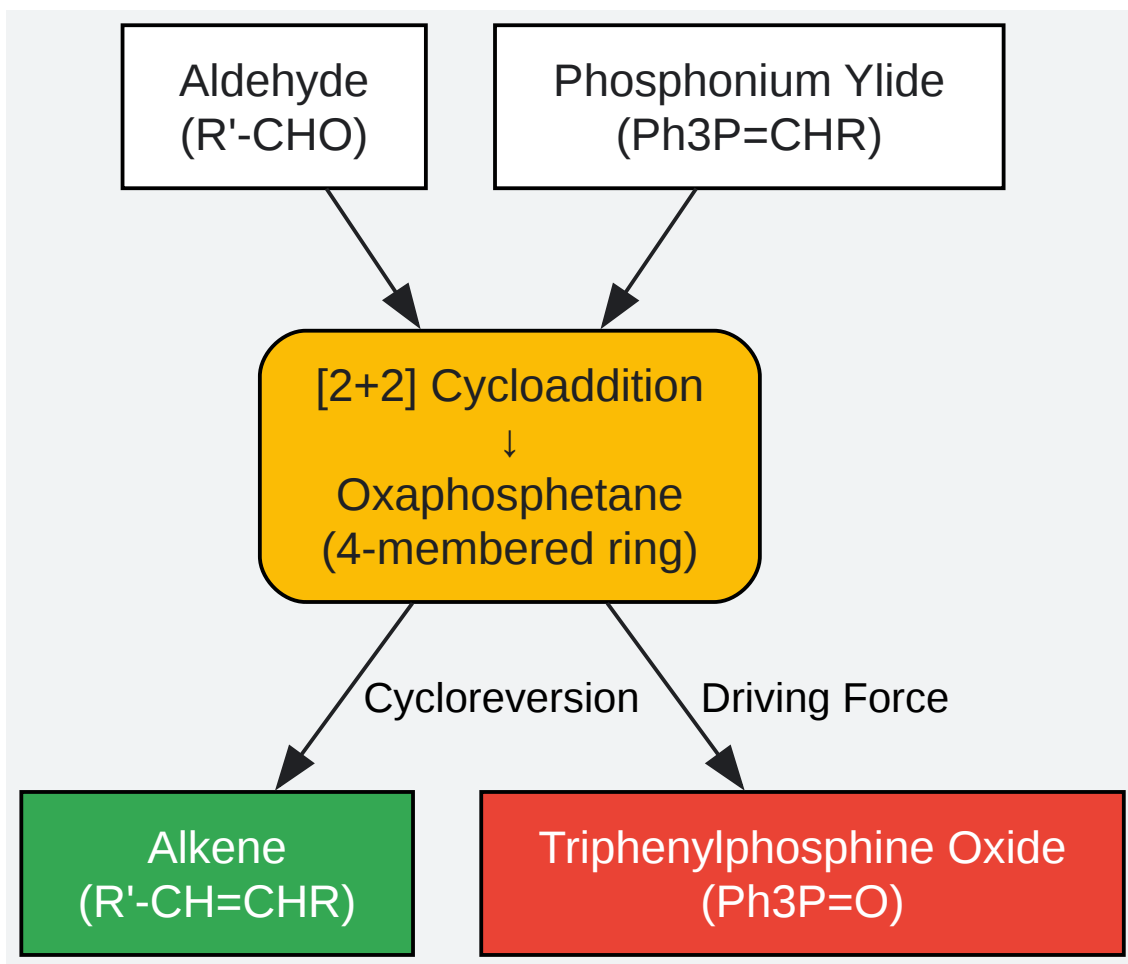 Aldehyde
(R'-CHO)
Phosphonium Ylide
(Ph3P=CHR)
[2+2] Cycloaddition
↓
Oxaphosphetane
(4-membered ring)
Cycloreversion
Driving Force
Alkene
(R'-CH=CHR)
Triphenylphosphine Oxide
(Ph3P=O)